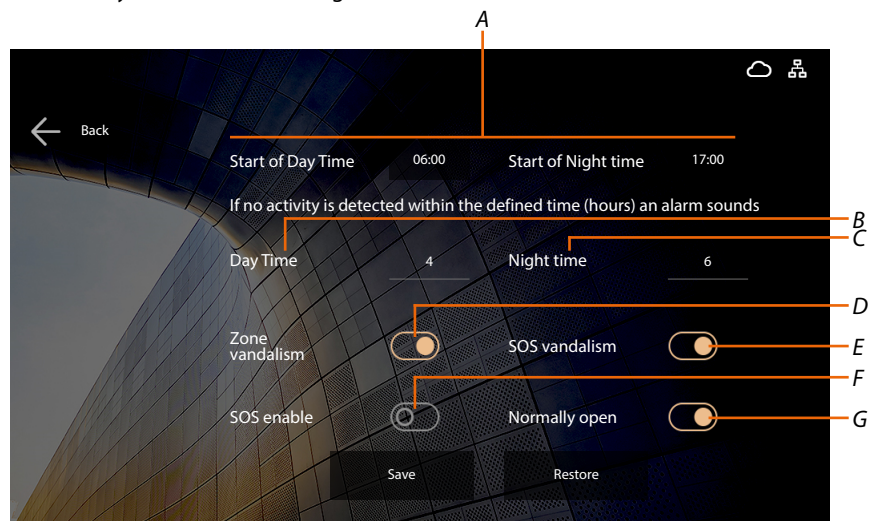 A
Back
Start of Day Time 06:00 Start of Night time 17:00
If no activity is detected within the defined time (hours) an alarm sounds
B
C
Day Time 4 Night time 6
D
Zone
vandalism
SOS vandalism
E
F
SOS enable Normally open
G
Save Restore